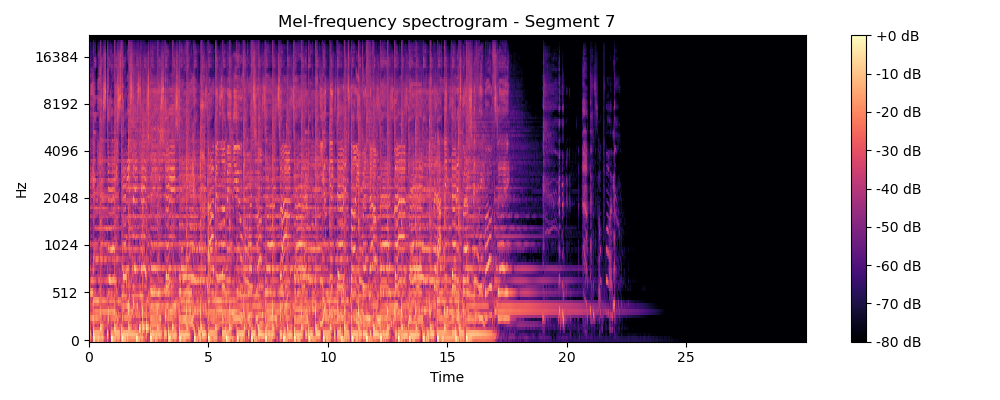 Mel-frequency spectrogram - Segment 7
Hz
16384
8192
4096
2048
1024
512
0
0 5 10 15 20 25
Time
+0 dB
-10 dB
-20 dB
-30 dB
-40 dB
-50 dB
-60 dB
-70 dB
-80 dB